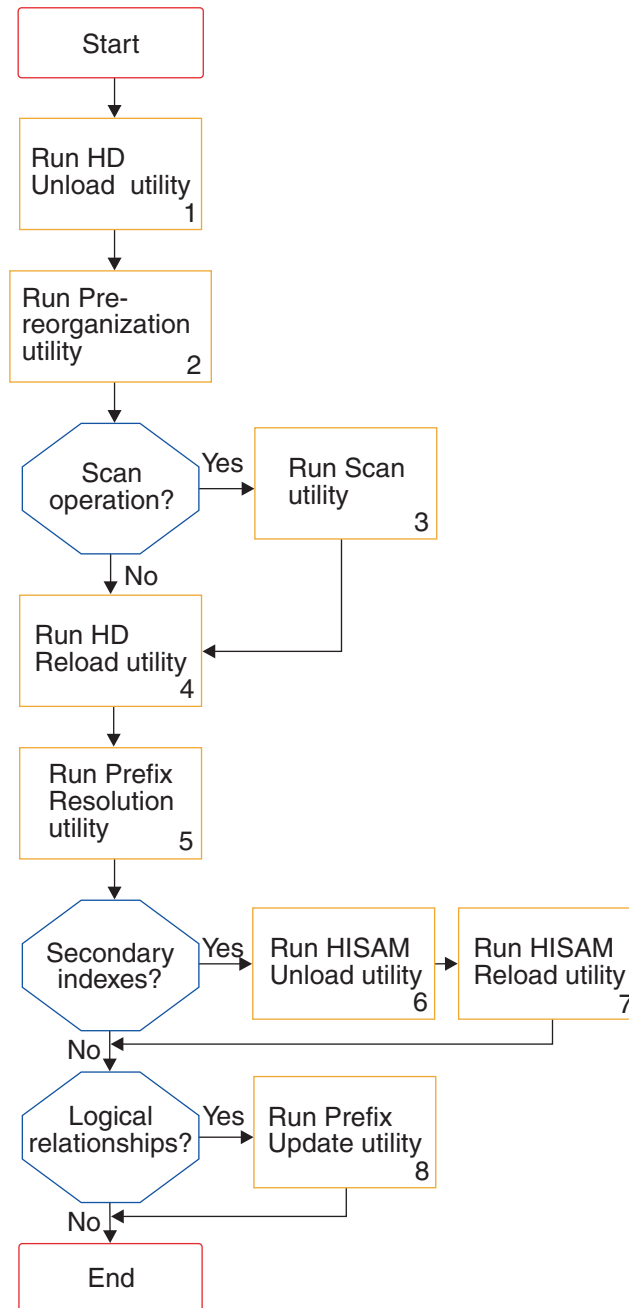 Start
Run HD
Unload utility
1
Run Pre-
reorganization
utility
2
Scan
operation?
Yes
Run Scan
utility
3
No
Run HD
Reload utility
4
Run Prefix
Resolution
utility
5
Secondary
indexes?
Yes
Run HISAM
Unload utility
6
Run HISAM
Reload utility
7
No
Logical
relationships?
Yes
Run Prefix
Update utility
8
No
End